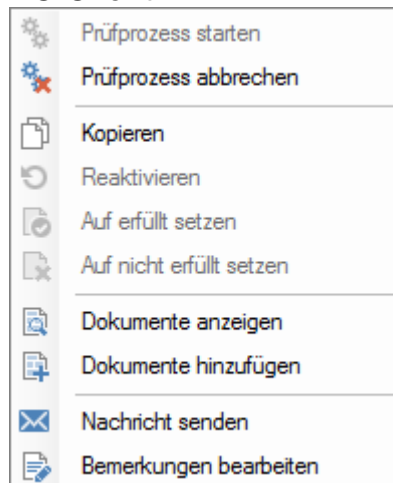 Prüfprozess starten
Prüfprozess abbrechen
Kopieren
Reaktivieren
Auf erfüllt setzen
Auf nicht erfüllt setzen
Dokumente anzeigen
Dokumente hinzufügen
Nachricht senden
Bemerkungen bearbeiten